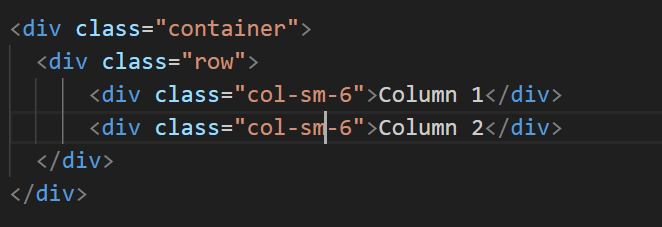 <div class="container">
<div class="row">
<div class="col-sm-6">Column 1</div>
<div class="col-sm-6">Column 2</div>
</div>
</div>